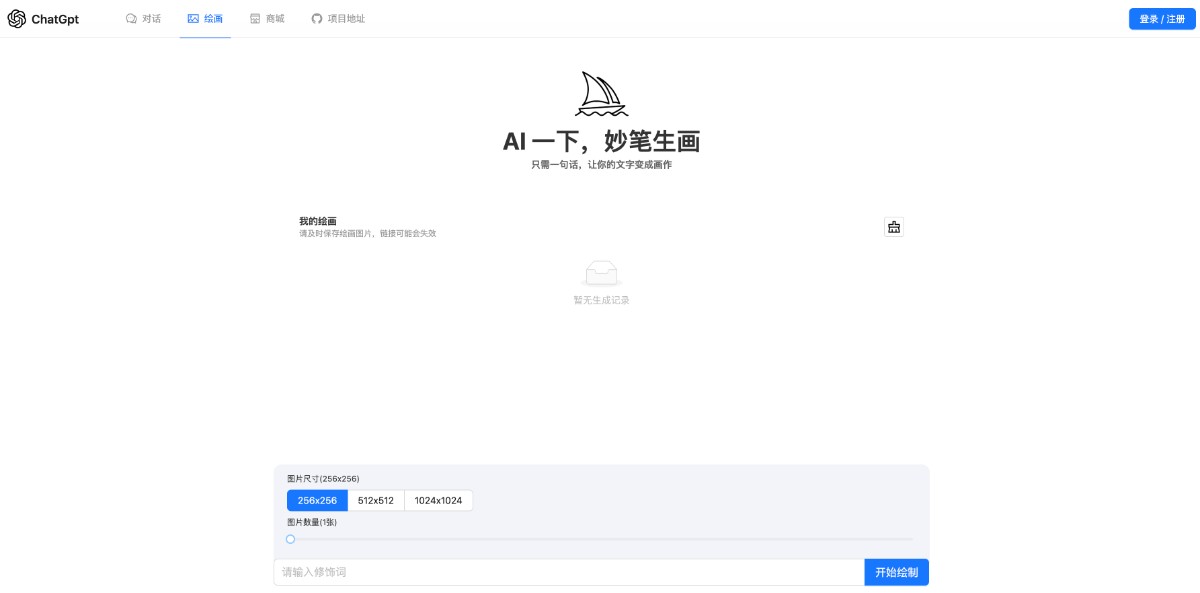 ChatGpt
对话
绘画
商城
项目地址
登录 / 注册
AI 一下，妙笔生画
只需一句话，让你的文字变成画作
我的绘画
请及时保存绘画图片，链接可能会失效
暂无生成记录
图片尺寸(256x256)
256x256
512x512
1024x1024
图片数量(1张)
请输入修饰词
开始绘制